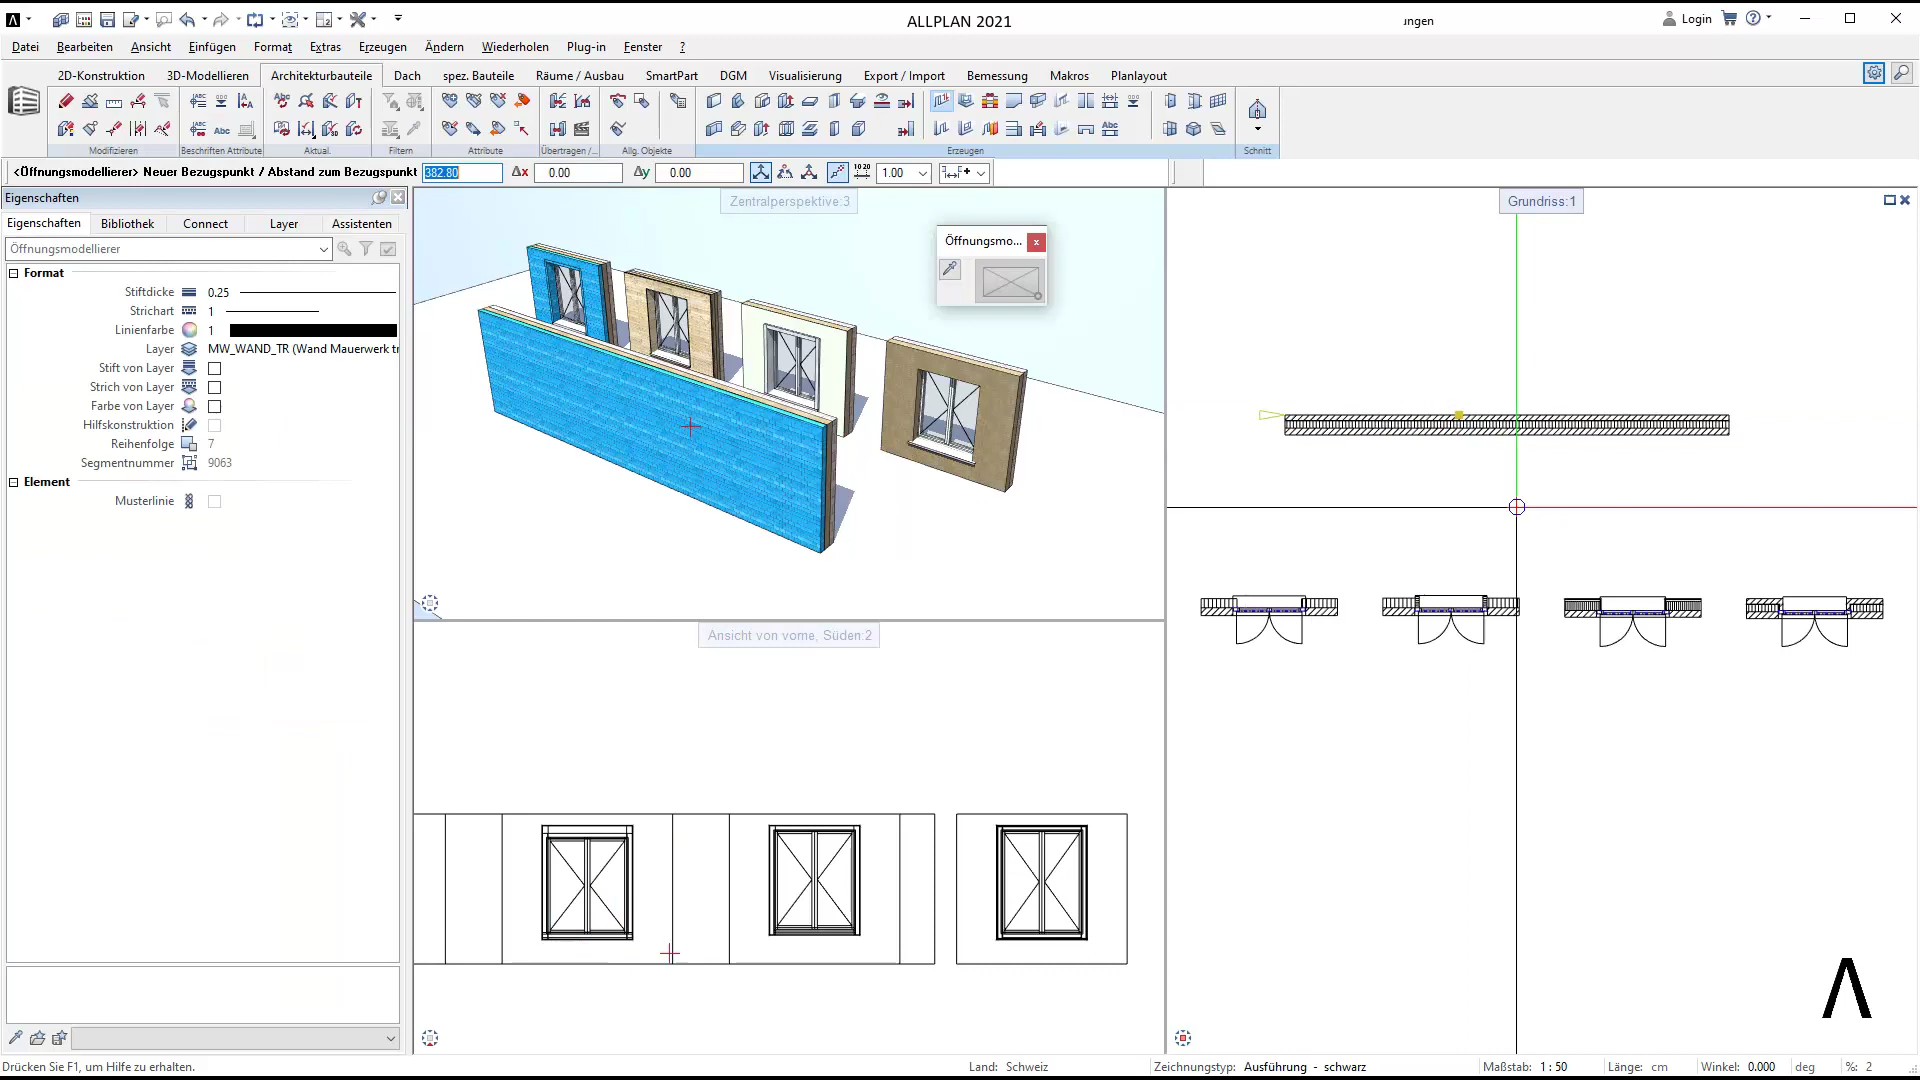 ALLPLAN 2021
ungen
Login
Datei Bearbeiten Ansicht Einfügen Format Extras Erzeugen Ändern Wiederholen Plug-in Fenster ?
2D-Konstruktion 3D-Modellieren Architekturbauteile Dach spez. Bauteile Räume / Ausbau SmartPart DGM Visualisierung Export / Import Bemessung Makros Planlayout
Modifizieren Beschriften Attribute Aktual. Filtern Attribute Übertragen /... Allg. Objekte Erzeugen Schnitt
<Öffnungsmodellierer> Neuer Bezugspunkt / Abstand zum Bezugspunkt 382.80 Δx 0.00 Δy 0.00 1.00
Eigenschaften
Eigenschaften Bibliothek Connect Layer Assistenten
Öffnungsmodellierer
Format
Stiftdicke 0.25
Strichart 1
Linienfarbe 1
Layer MW_WAND_TR (Wand Mauerwerk tr
Stift von Layer
Strich von Layer
Farbe von Layer
Hilfskonstruktion
Reihenfolge 7
Segmentnummer 9063
Element
Musterlinie
Zentralperspektive:3
Öffnungsmo...
Grundriss:1
Ansicht von vorne, Süden:2
Drücken Sie F1, um Hilfe zu erhalten.
Land: Schweiz
Zeichnungstyp: Ausführung - schwarz
Maßstab: 1 : 50
Länge: cm
Winkel: 0.000 deg
%: 2